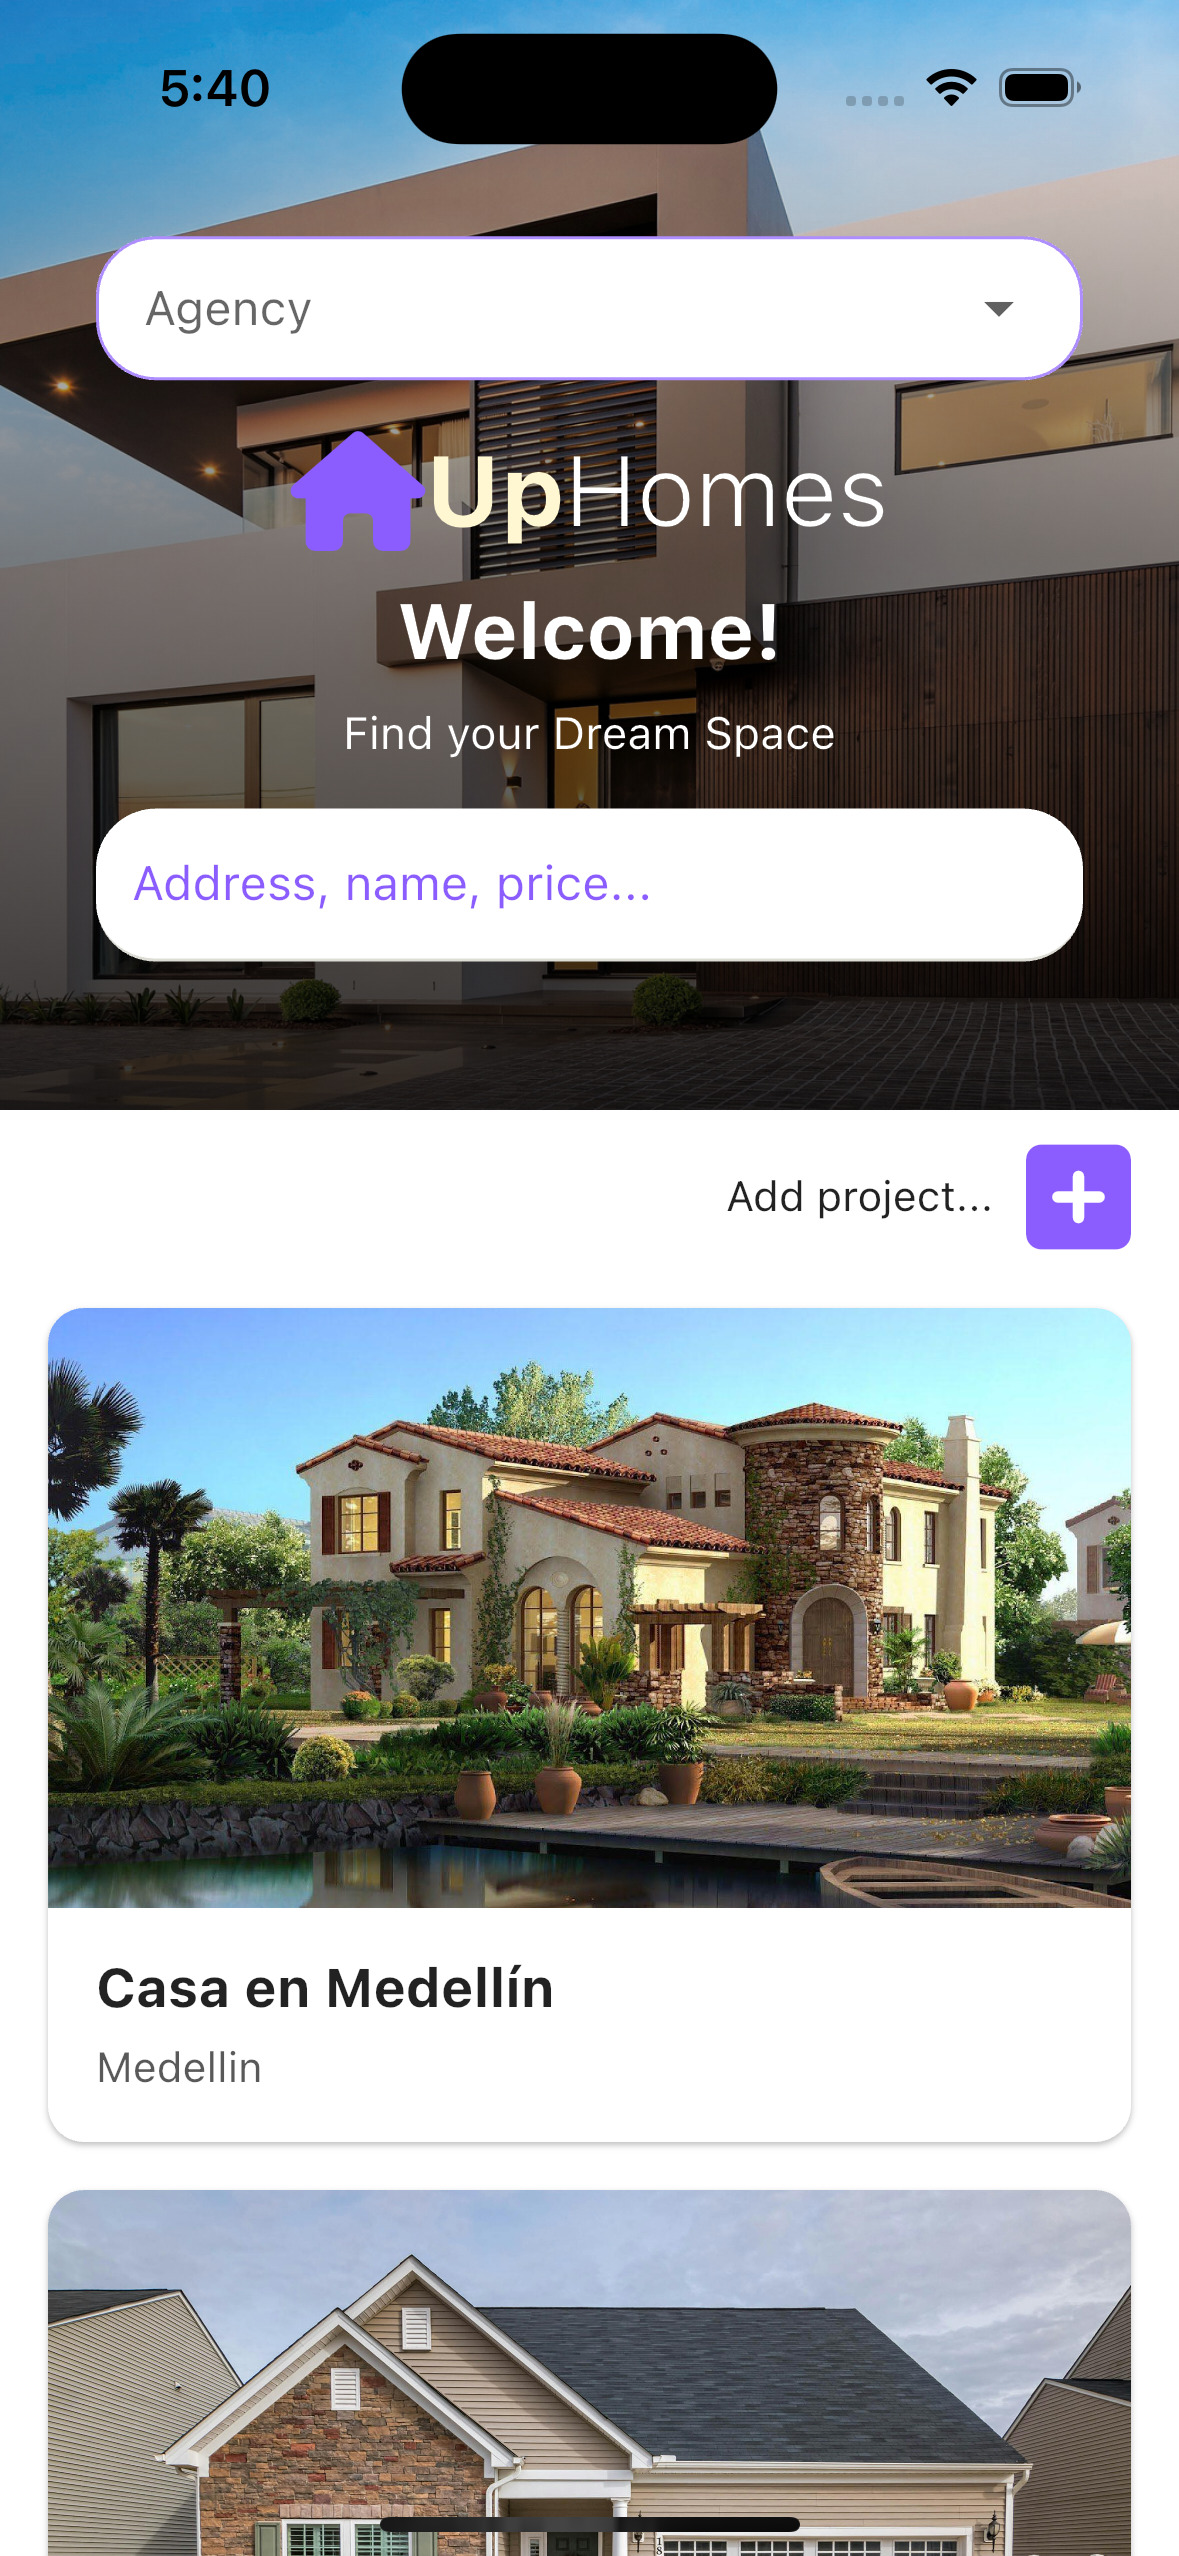 5:40
Agency
UpHomes
Welcome!
Find your Dream Space
Address, name, price...
Add project...
Casa en Medellín
Medellin